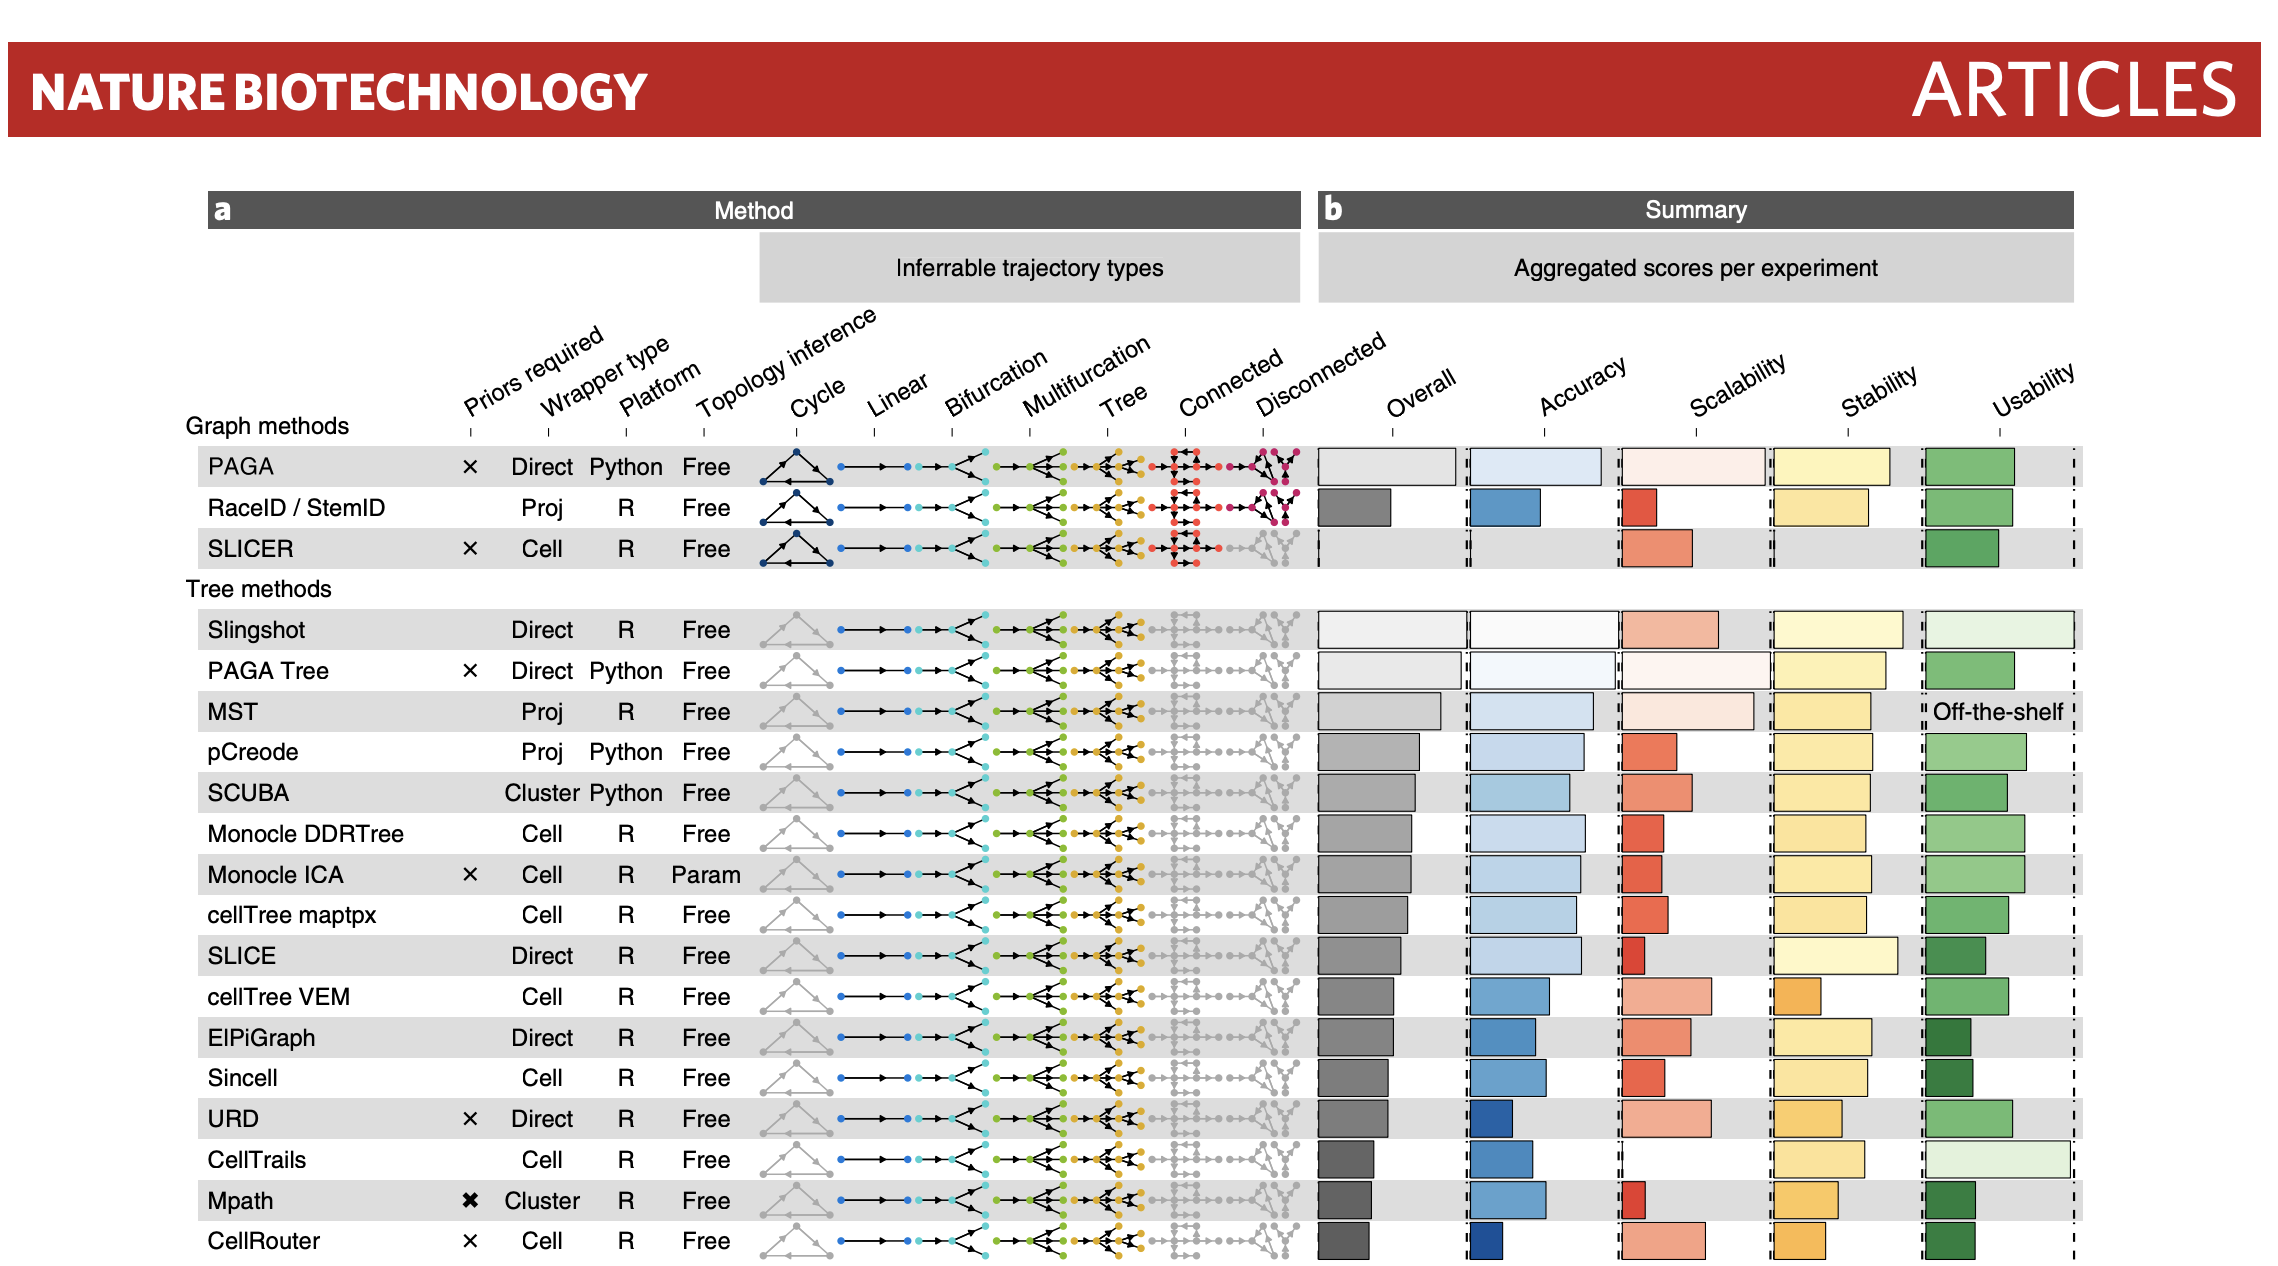 NATURE BIOTECHNOLOGY ARTICLES
a Method b Summary
Inferrable trajectory types Aggregated scores per experiment
Priors required Wrapper type Platform Topology inference Cycle Linear Bifurcation Multifurcation Tree Connected Disconnected Overall Accuracy Scalability Stability Usability
Graph methods
PAGA × Direct Python Free
RaceID / StemID Proj R Free
SLICER × Cell R Free
Tree methods
Slingshot Direct R Free
PAGA Tree × Direct Python Free
MST Proj R Free Off-the-shelf
pCreode Proj Python Free
SCUBA Cluster Python Free
Monocle DDRTree Cell R Free
Monocle ICA × Cell R Param
cellTree maptpx Cell R Free
SLICE Direct R Free
cellTree VEM Cell R Free
ElPiGraph Direct R Free
Sincell Cell R Free
URD × Direct R Free
CellTrails Cell R Free
Mpath ✖ Cluster R Free
CellRouter × Cell R Free